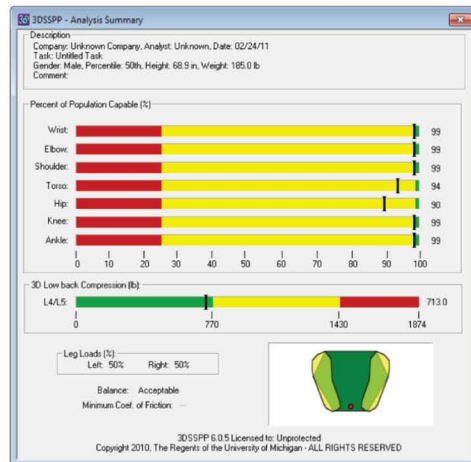 3DSSPP - Analysis Summary
Description
Company: Unknown Company, Analyst: Unknown, Date: 02/24/11
Task: Untitled Task
Gender: Male, Percentile: 50th, Height: 68.9 in, Weight: 185.0 lb
Comment:
Percent of Population Capable (%)
Wrist: 99
Elbow: 99
Shoulder: 99
Torso: 94
Hip: 90
Knee: 99
Ankle: 99
0 10 20 30 40 50 60 70 80 90 100
3D Low back Compression (lb):
L4/L5: 713.0
0 770 1430 1874
Leg Loads (%):
Left: 50% Right: 50%
Balance: Acceptable
Minimum Coef. of Friction: --
3DSSPP 6.0.5 Licensed to: Unprotected
Copyright 2010, The Regents of the University of Michigan - ALL RIGHTS RESERVED